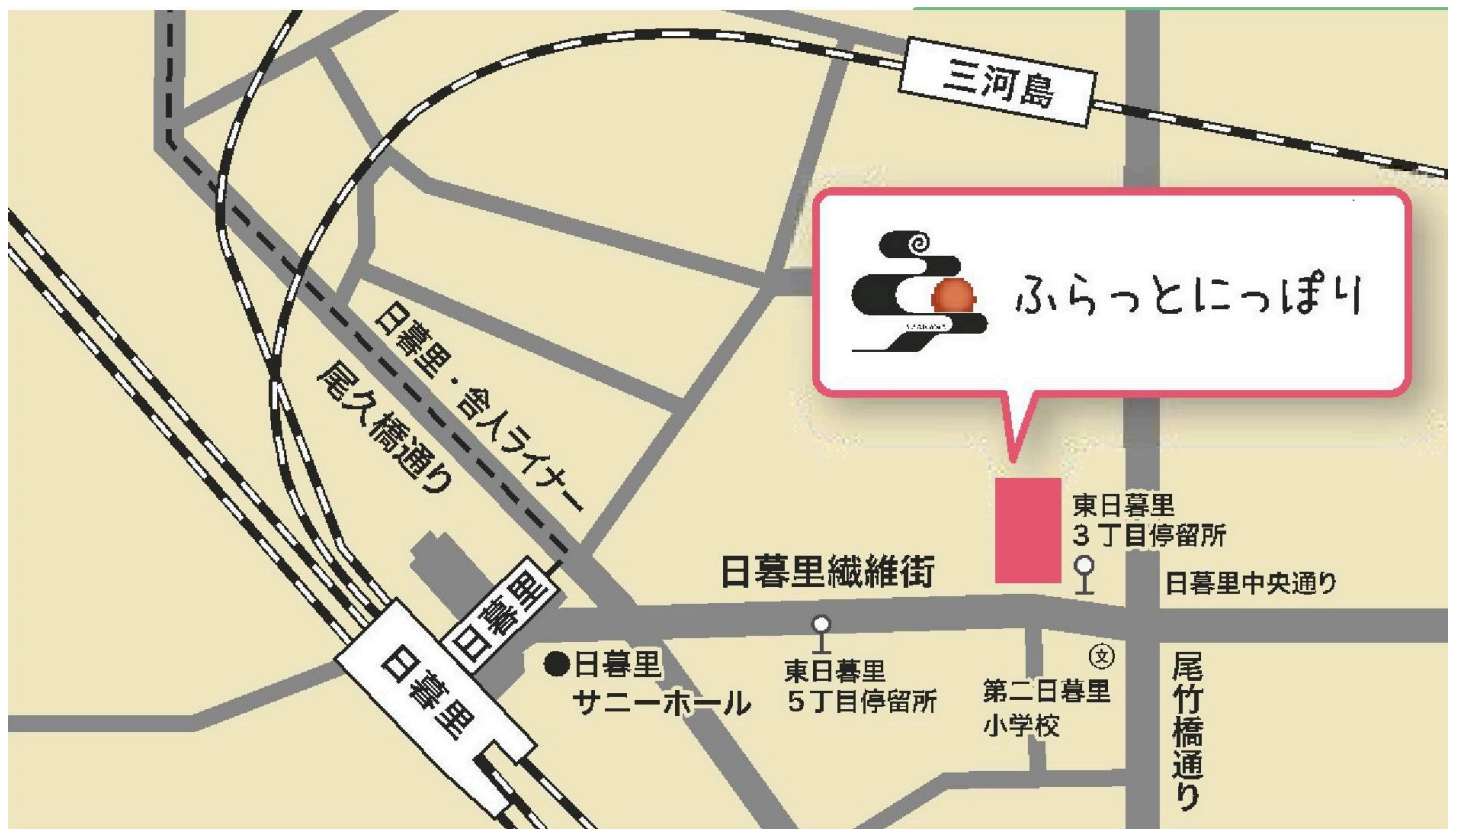 三河島
ふらっとにっぽり
日暮里・舎人ライナー
尾久橋通り
東日暮里
3丁目停留所
日暮里繊維街
日暮里中央通り
日暮里
日暮里
●日暮里
サニーホール
東日暮里
5丁目停留所
文
第二日暮里
小学校
尾竹橋通り